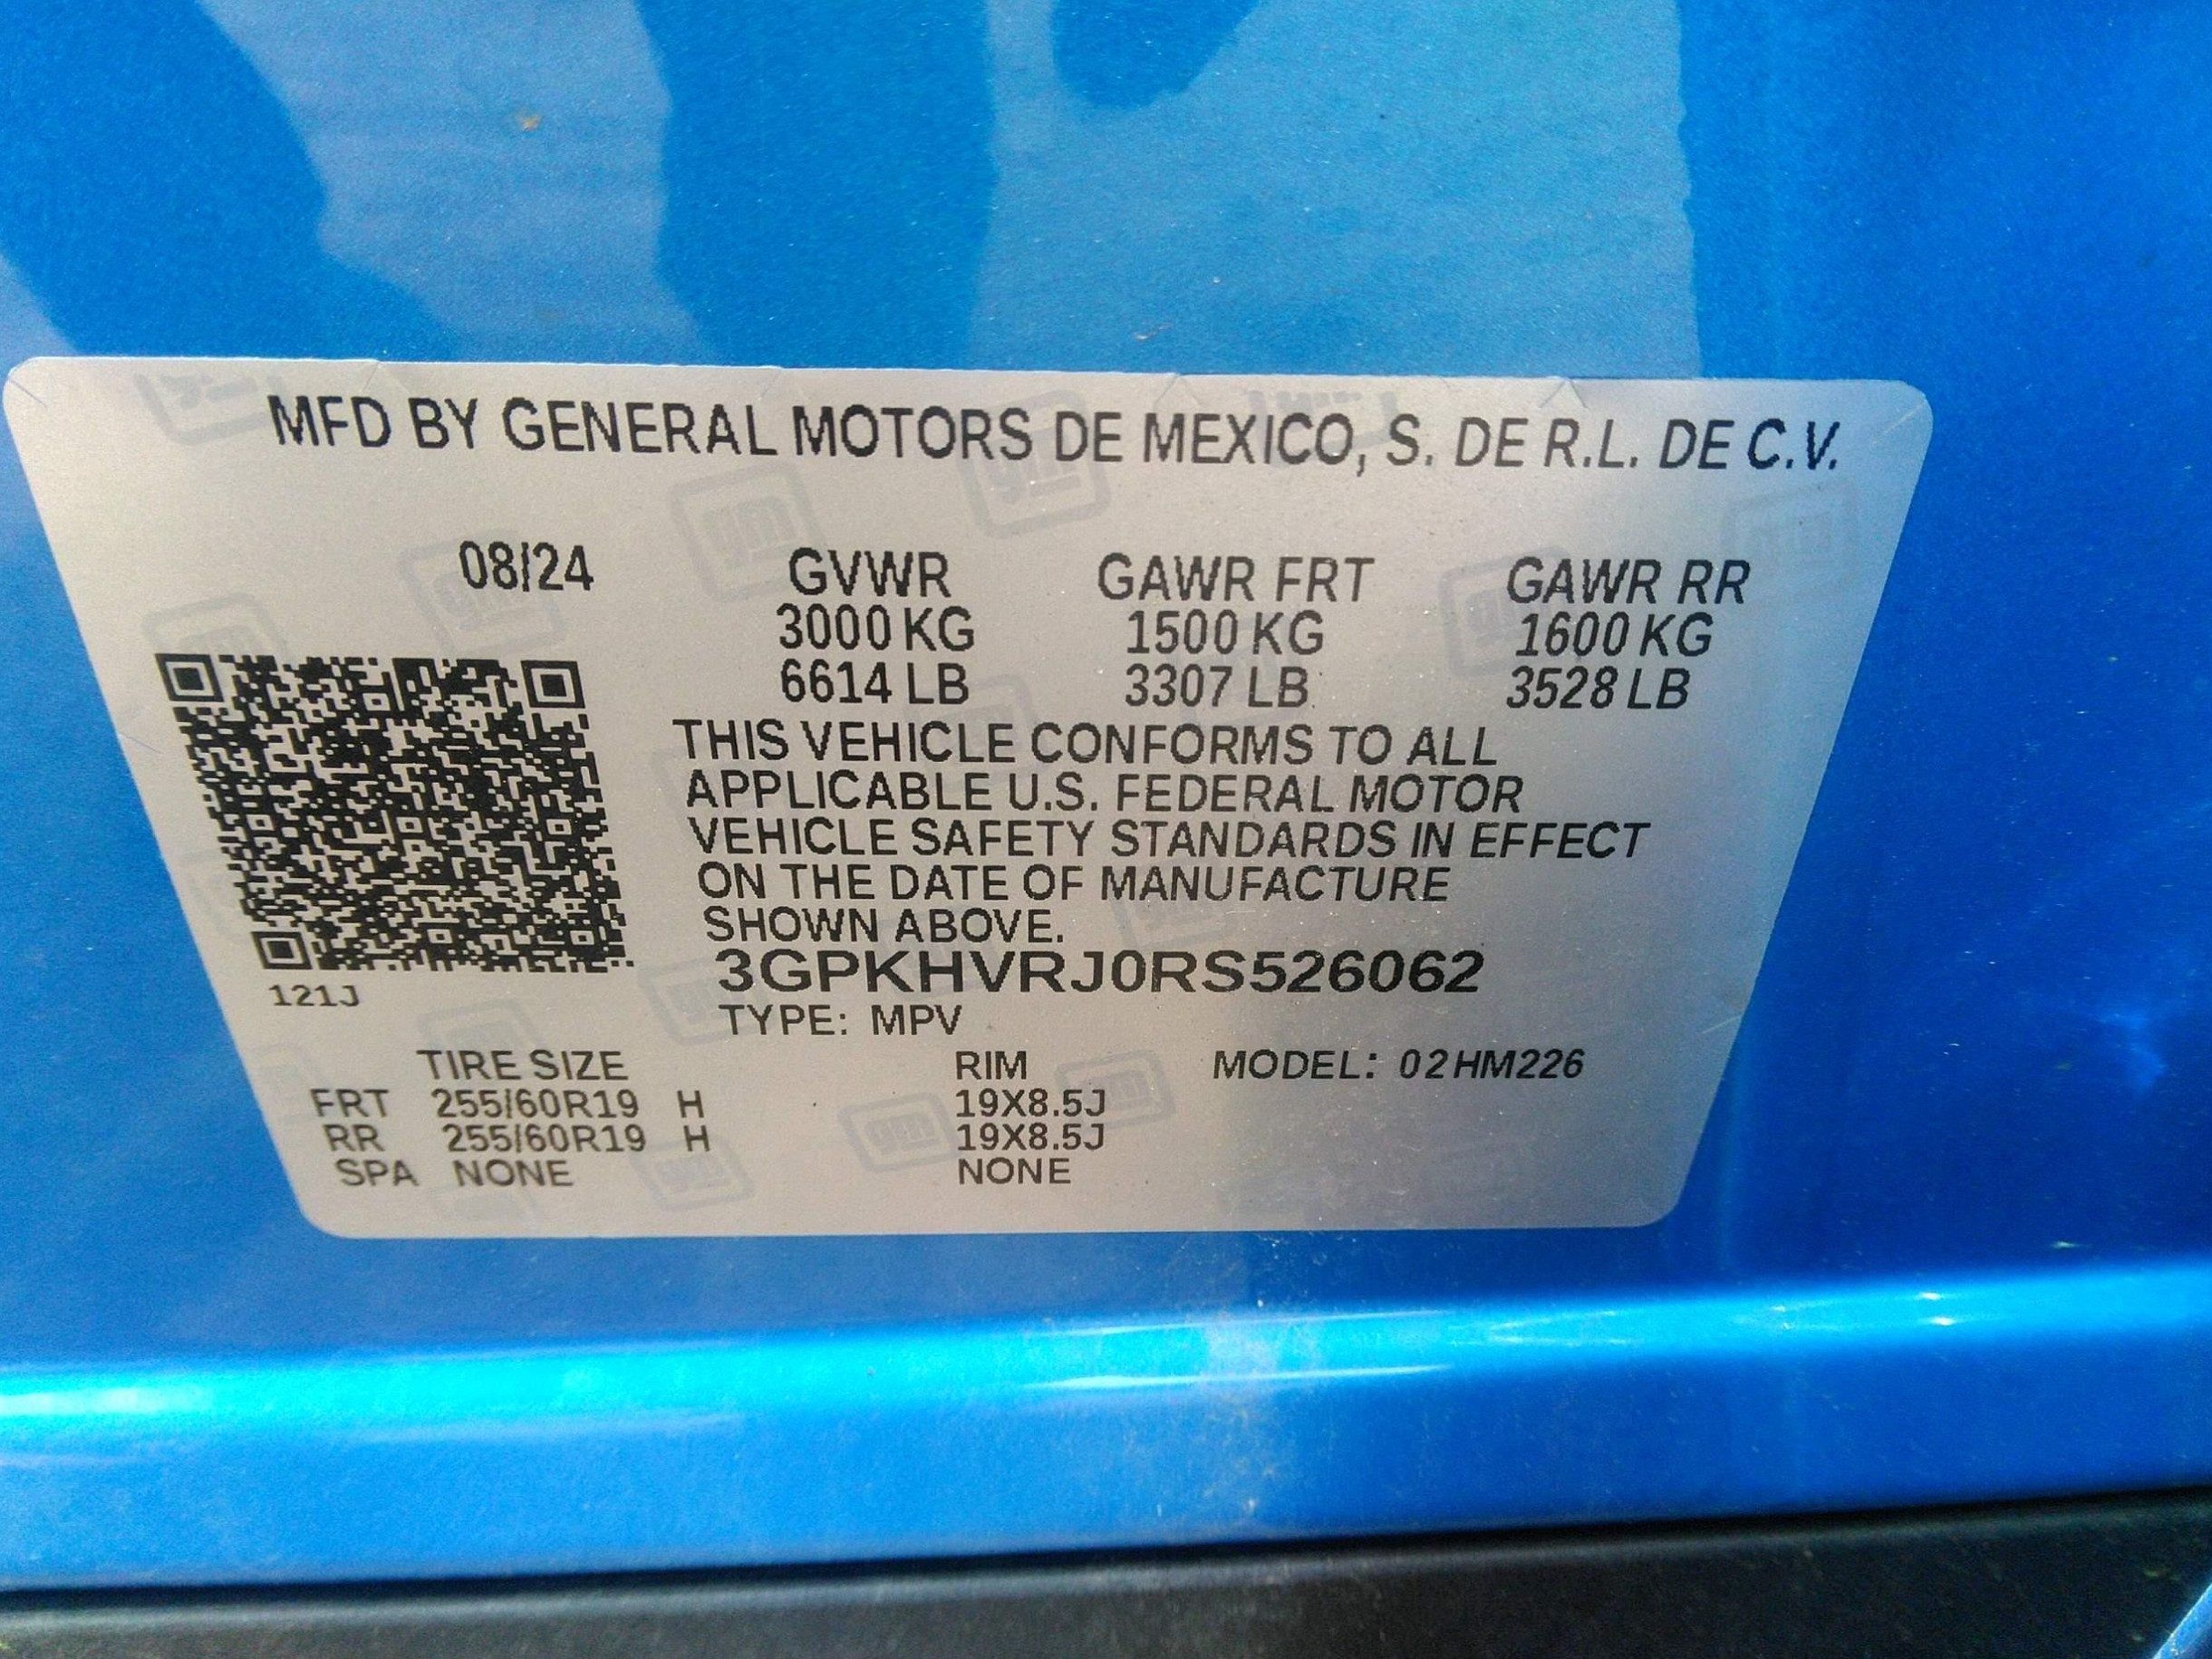 MFD BY GENERAL MOTORS DE MEXICO, S. DE R.L. DE C.V.
08/24 GVWR GAWR FRT GAWR RR
3000 KG 1500 KG 1600 KG
6614 LB 3307 LB 3528 LB
THIS VEHICLE CONFORMS TO ALL
APPLICABLE U.S. FEDERAL MOTOR
VEHICLE SAFETY STANDARDS IN EFFECT
ON THE DATE OF MANUFACTURE
SHOWN ABOVE.
3GPKHVRJ0RS526062
121J
TYPE: MPV
TIRE SIZE RIM MODEL: 02HM226
FRT 255/60R19 H 19X8.5J
RR 255/60R19 H 19X8.5J
SPA NONE NONE